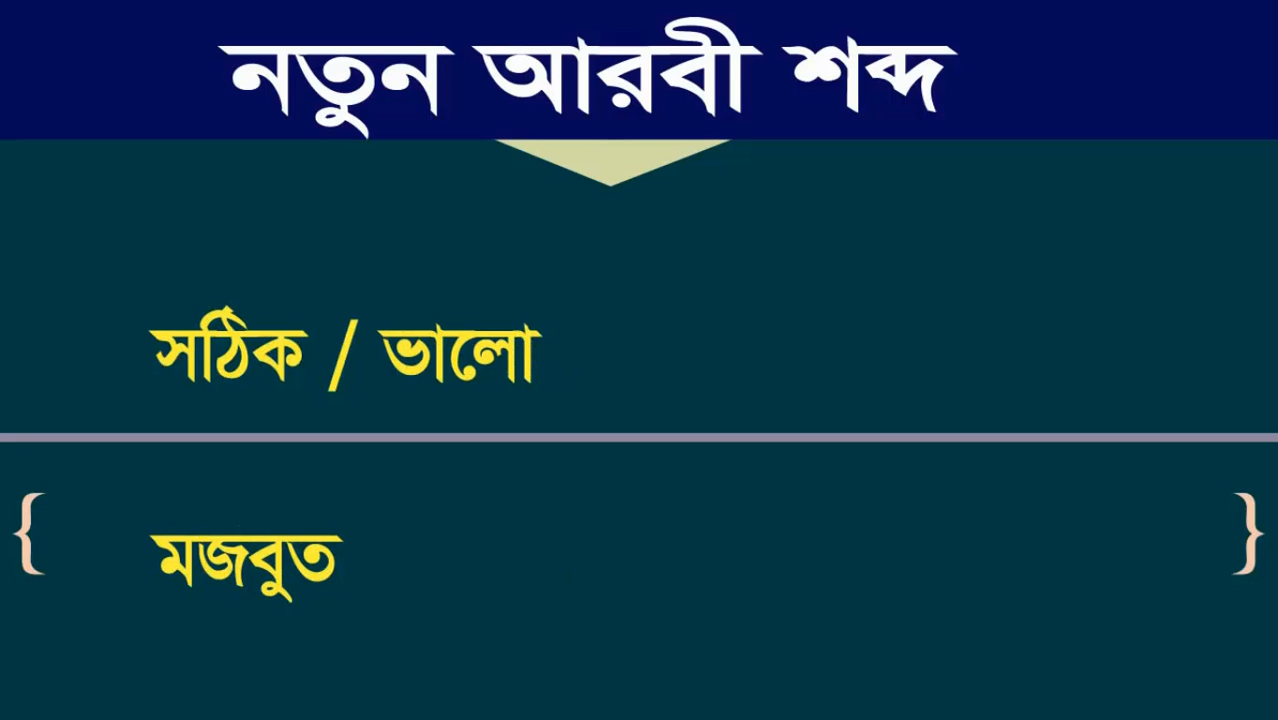 নতুন আরবী শব্দ
সঠিক / ভালো
{ মজবুত }